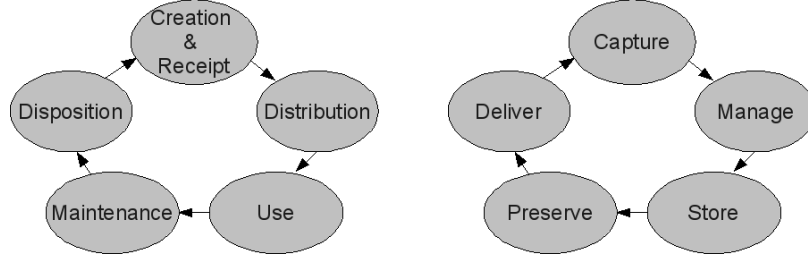 Creation
&
Receipt
Distribution
Use
Maintenance
Disposition
Capture
Manage
Store
Preserve
Deliver